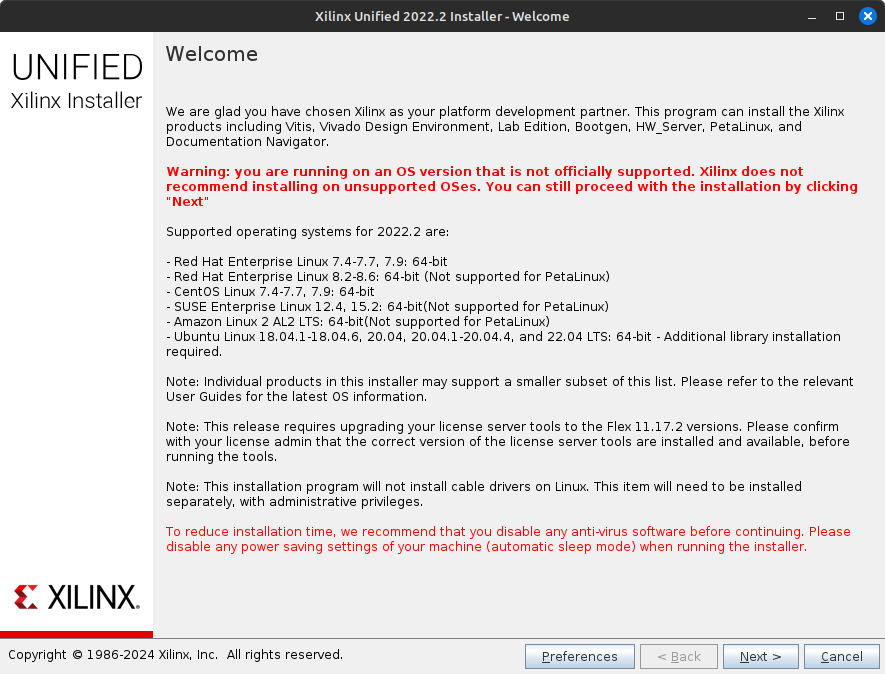 Xilinx Unified 2022.2 Installer - Welcome
UNIFIED
Xilinx Installer
Welcome
We are glad you have chosen Xilinx as your platform development partner. This program can install the Xilinx
products including Vitis, Vivado Design Environment, Lab Edition, Bootgen, HW_Server, PetaLinux, and
Documentation Navigator.
Warning: you are running on an OS version that is not officially supported. Xilinx does not
recommend installing on unsupported OSes. You can still proceed with the installation by clicking
"Next"
Supported operating systems for 2022.2 are:
- Red Hat Enterprise Linux 7.4-7.7, 7.9: 64-bit
- Red Hat Enterprise Linux 8.2-8.6: 64-bit (Not supported for PetaLinux)
- CentOS Linux 7.4-7.7, 7.9: 64-bit
- SUSE Enterprise Linux 12.4, 15.2: 64-bit(Not supported for PetaLinux)
- Amazon Linux 2 AL2 LTS: 64-bit(Not supported for PetaLinux)
- Ubuntu Linux 18.04.1-18.04.6, 20.04, 20.04.1-20.04.4, and 22.04 LTS: 64-bit - Additional library installation
required.
Note: Individual products in this installer may support a smaller subset of this list. Please refer to the relevant
User Guides for the latest OS information.
Note: This release requires upgrading your license server tools to the Flex 11.17.2 versions. Please confirm
with your license admin that the correct version of the license server tools are installed and available, before
running the tools.
Note: This installation program will not install cable drivers on Linux. This item will need to be installed
separately, with administrative privileges.
To reduce installation time, we recommend that you disable any anti-virus software before continuing. Please
disable any power saving settings of your machine (automatic sleep mode) when running the installer.
XILINX.
Copyright © 1986-2024 Xilinx, Inc. All rights reserved.
Preferences
< Back
Next >
Cancel